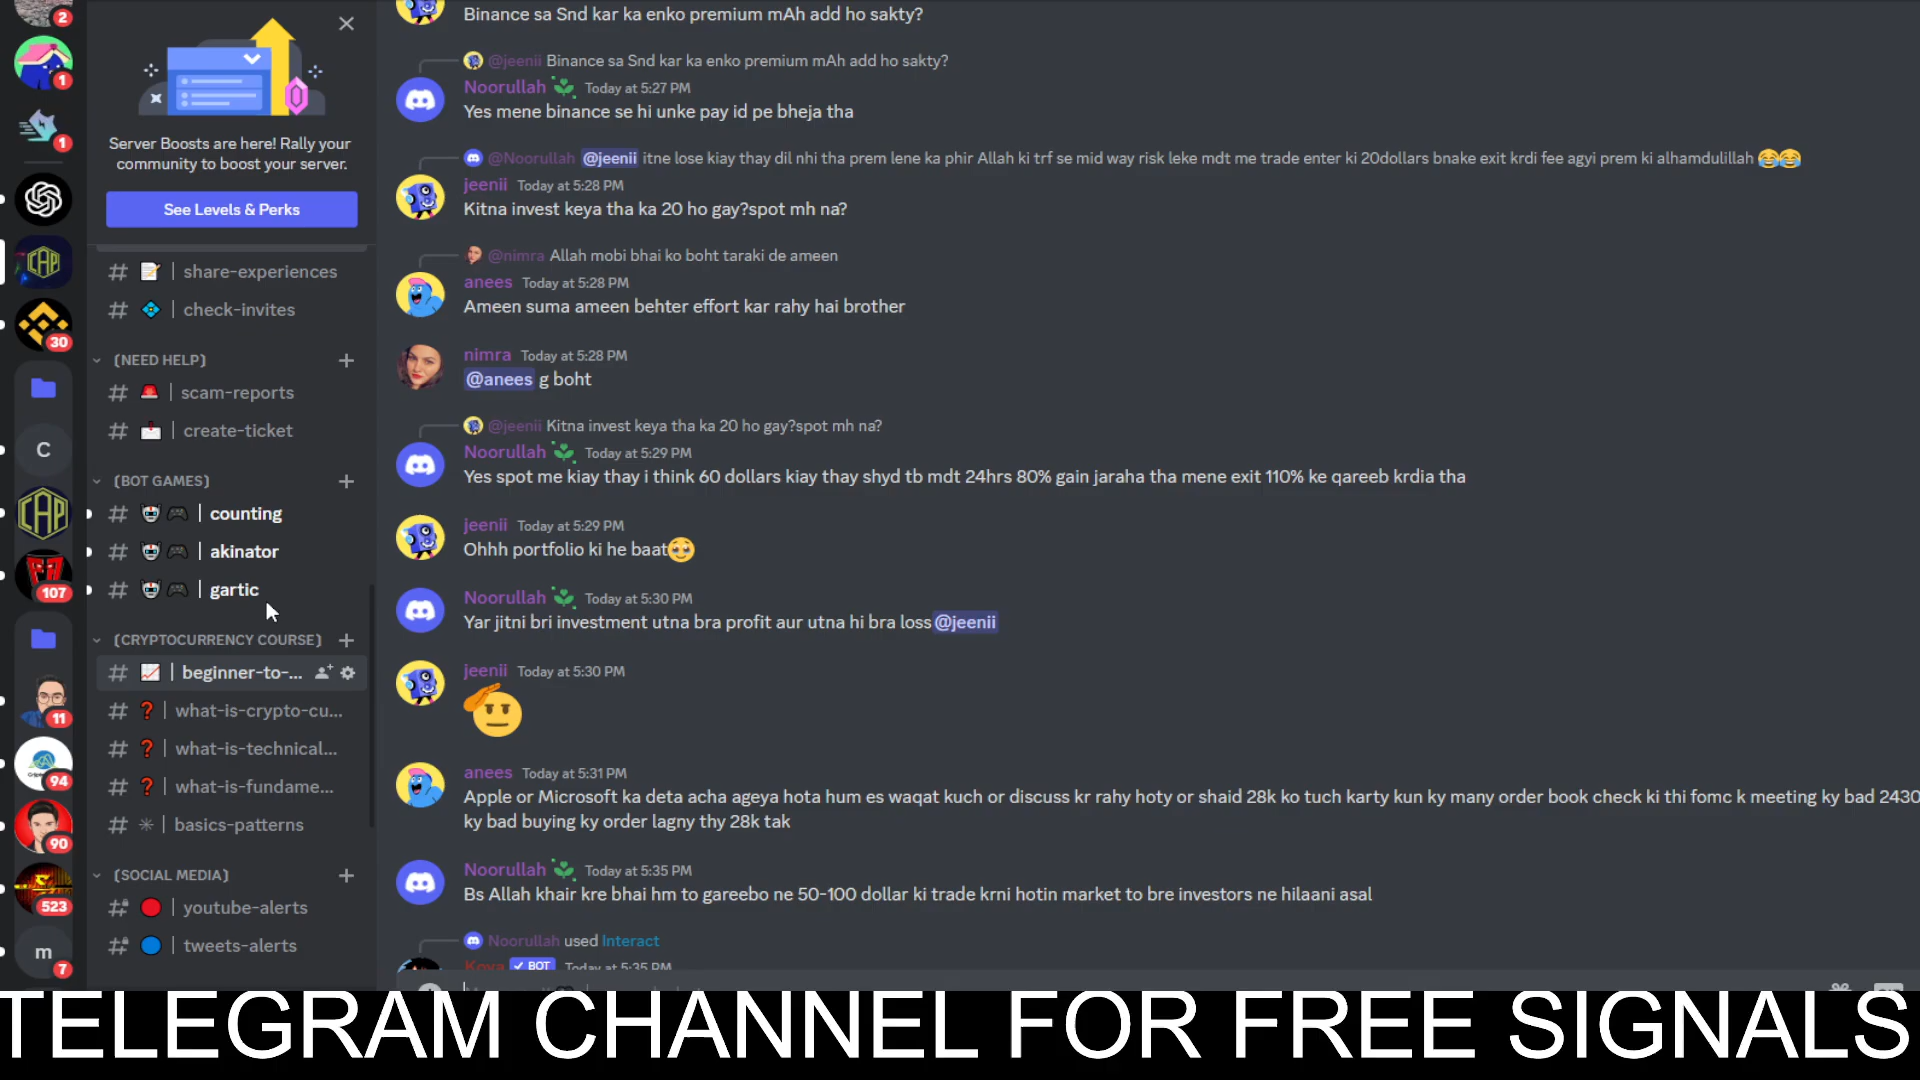 2
1
1
30
C
107
11
94
90
523
m
7
Server Boosts are here! Rally your
community to boost your server.
See Levels & Perks
share-experiences
check-invites
(NEED HELP)
scam-reports
create-ticket
(BOT GAMES)
counting
akinator
gartic
(CRYPTOCURRENCY COURSE)
beginner-to-...
what-is-crypto-cu...
what-is-technical...
what-is-fundame...
basics-patterns
(SOCIAL MEDIA)
youtube-alerts
tweets-alerts
Binance sa Snd kar ka enko premium mAh add ho sakty?
@jeenii Binance sa Snd kar ka enko premium mAh add ho sakty?
Noorullah Today at 5:27 PM
Yes mene binance se hi unke pay id pe bheja tha
@Noorullah @jeenii itne lose kiay thay dil nhi tha prem lene ka phir Allah ki trf se mid way risk leke mdt me trade enter ki 20dollars bnake exit krdi fee agyi prem ki alhamdulillah 😂😂
jeenii Today at 5:28 PM
Kitna invest keya tha ka 20 ho gay?spot mh na?
@nimra Allah mobi bhai ko boht taraki de ameen
anees Today at 5:28 PM
Ameen suma ameen behter effort kar rahy hai brother
nimra Today at 5:28 PM
@anees g boht
@jeenii Kitna invest keya tha ka 20 ho gay?spot mh na?
Noorullah Today at 5:29 PM
Yes spot me kiay thay i think 60 dollars kiay thay shyd tb mdt 24hrs 80% gain jaraha tha mene exit 110% ke qareeb krdia tha
jeenii Today at 5:29 PM
Ohhh portfolio ki he baat🥹
Noorullah Today at 5:30 PM
Yar jitni bri investment utna bra profit aur utna hi bra loss @jeenii
jeenii Today at 5:30 PM
anees Today at 5:31 PM
Apple or Microsoft ka deta acha ageya hota hum es waqat kuch or discuss kr rahy hoty or shaid 28k ko tuch karty kun ky many order book check ki thi fomc k meeting ky bad 2430
ky bad buying ky order lagny thy 28k tak
Noorullah Today at 5:35 PM
Bs Allah khair kre bhai hm to gareebo ne 50-100 dollar ki trade krni hotin market to bre investors ne hilaani asal
Noorullah used Interact
BOT Today at 5:35 PM
TELEGRAM CHANNEL FOR FREE SIGNALS